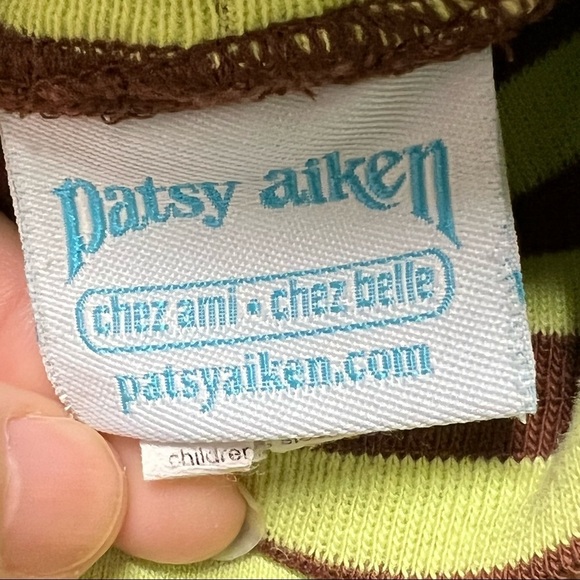 patsy aiken
chez ami • chez belle
patsyaiken.com
children